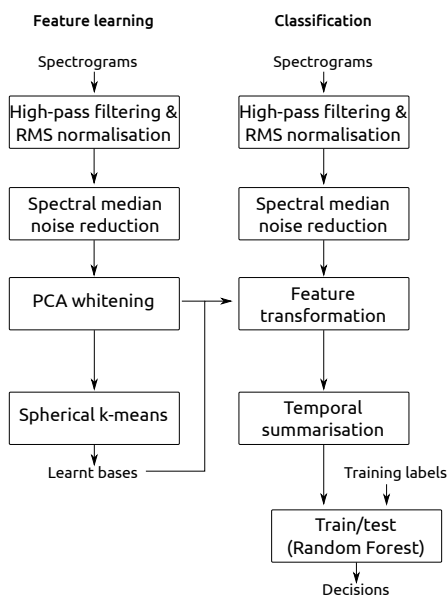 Feature learning
Spectrograms
High-pass filtering &
RMS normalisation
Spectral median
noise reduction
PCA whitening
Spherical k-means
Learnt bases
Classification
Spectrograms
High-pass filtering &
RMS normalisation
Spectral median
noise reduction
Feature
transformation
Temporal
summarisation
Training labels
Train/test
(Random Forest)
Decisions